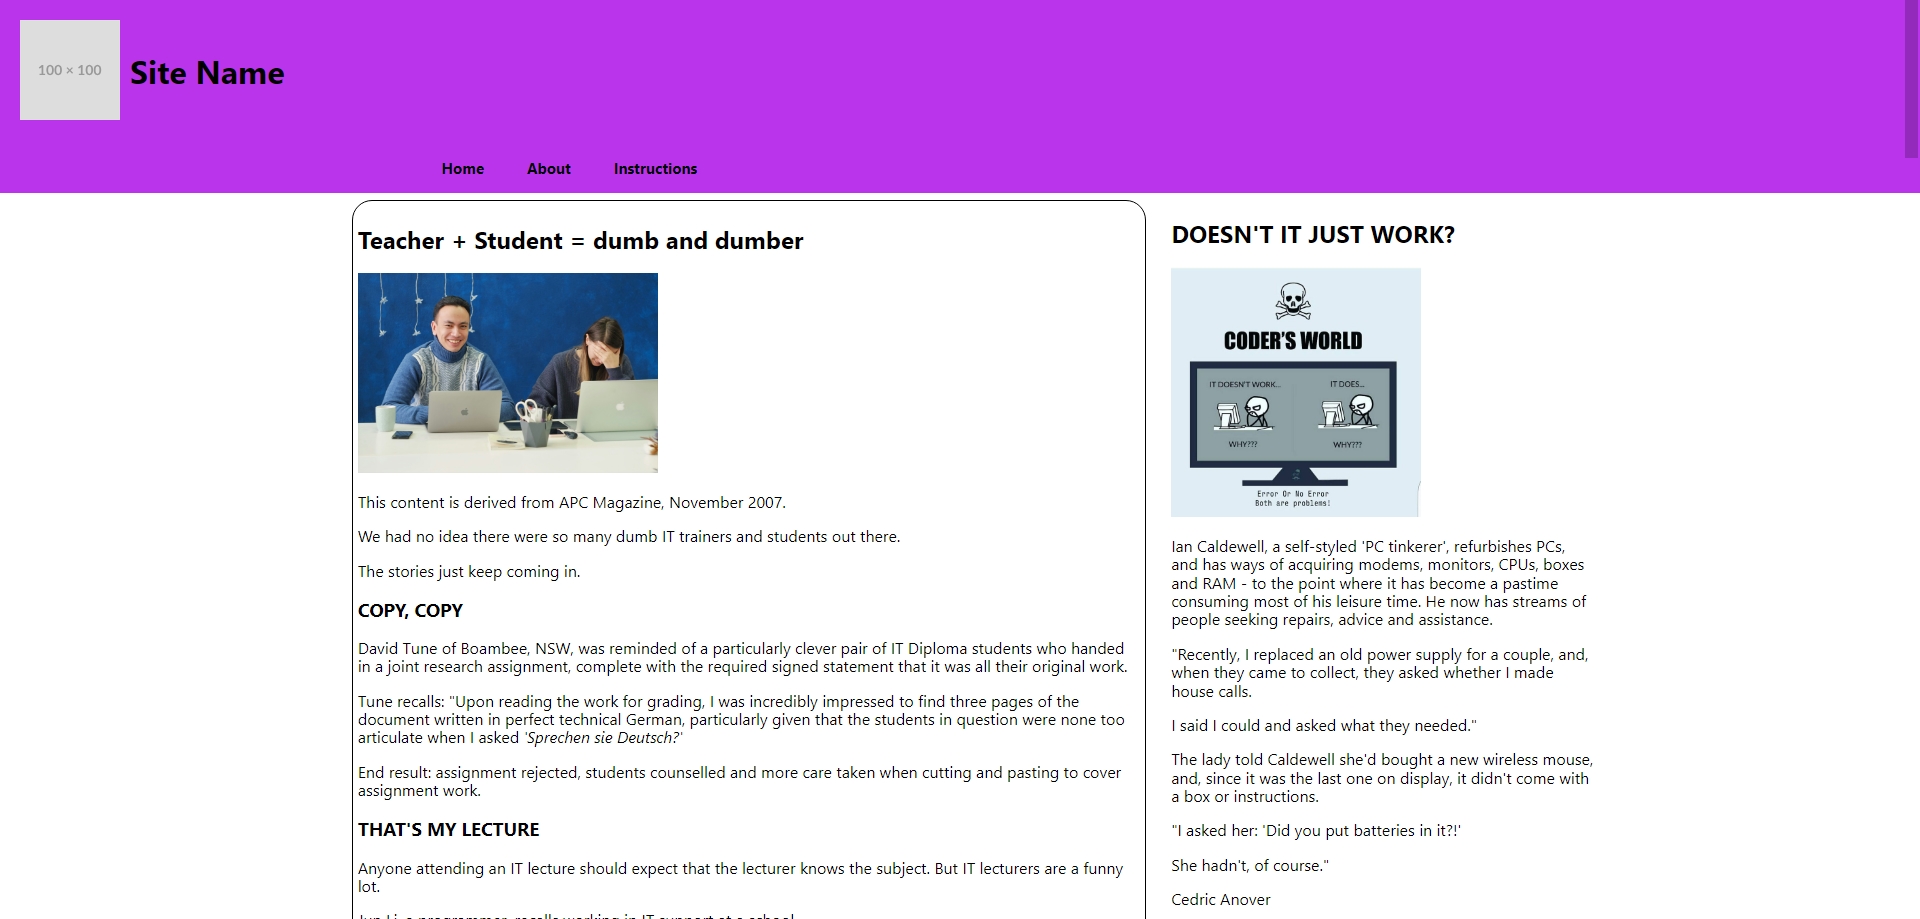 100 × 100
Site Name
Home
About
Instructions
Teacher + Student = dumb and dumber
This content is derived from APC Magazine, November 2007.
We had no idea there were so many dumb IT trainers and students out there.
The stories just keep coming in.
COPY, COPY
David Tune of Boambee, NSW, was reminded of a particularly clever pair of IT Diploma students who handed
in a joint research assignment, complete with the required signed statement that it was all their original work.
Tune recalls: "Upon reading the work for grading, I was incredibly impressed to find three pages of the
document written in perfect technical German, particularly given that the students in question were none too
articulate when I asked 'Sprechen sie Deutsch?'
End result: assignment rejected, students counselled and more care taken when cutting and pasting to cover
assignment work.
THAT'S MY LECTURE
Anyone attending an IT lecture should expect that the lecturer knows the subject. But IT lecturers are a funny
lot.
Jun Li, a programmer, recalls working in IT support at a school
DOESN'T IT JUST WORK?
CODER'S WORLD
IT DOESN'T WORK...
IT DOES...
WHY???
WHY???
Error Or No Error
Both are problems!
Ian Caldewell, a self-styled 'PC tinkerer', refurbishes PCs,
and has ways of acquiring modems, monitors, CPUs, boxes
and RAM - to the point where it has become a pastime
consuming most of his leisure time. He now has streams of
people seeking repairs, advice and assistance.
"Recently, I replaced an old power supply for a couple, and,
when they came to collect, they asked whether I made
house calls.
I said I could and asked what they needed."
The lady told Caldewell she'd bought a new wireless mouse,
and, since it was the last one on display, it didn't come with
a box or instructions.
"I asked her: 'Did you put batteries in it?!'
She hadn't, of course."
Cedric Anover